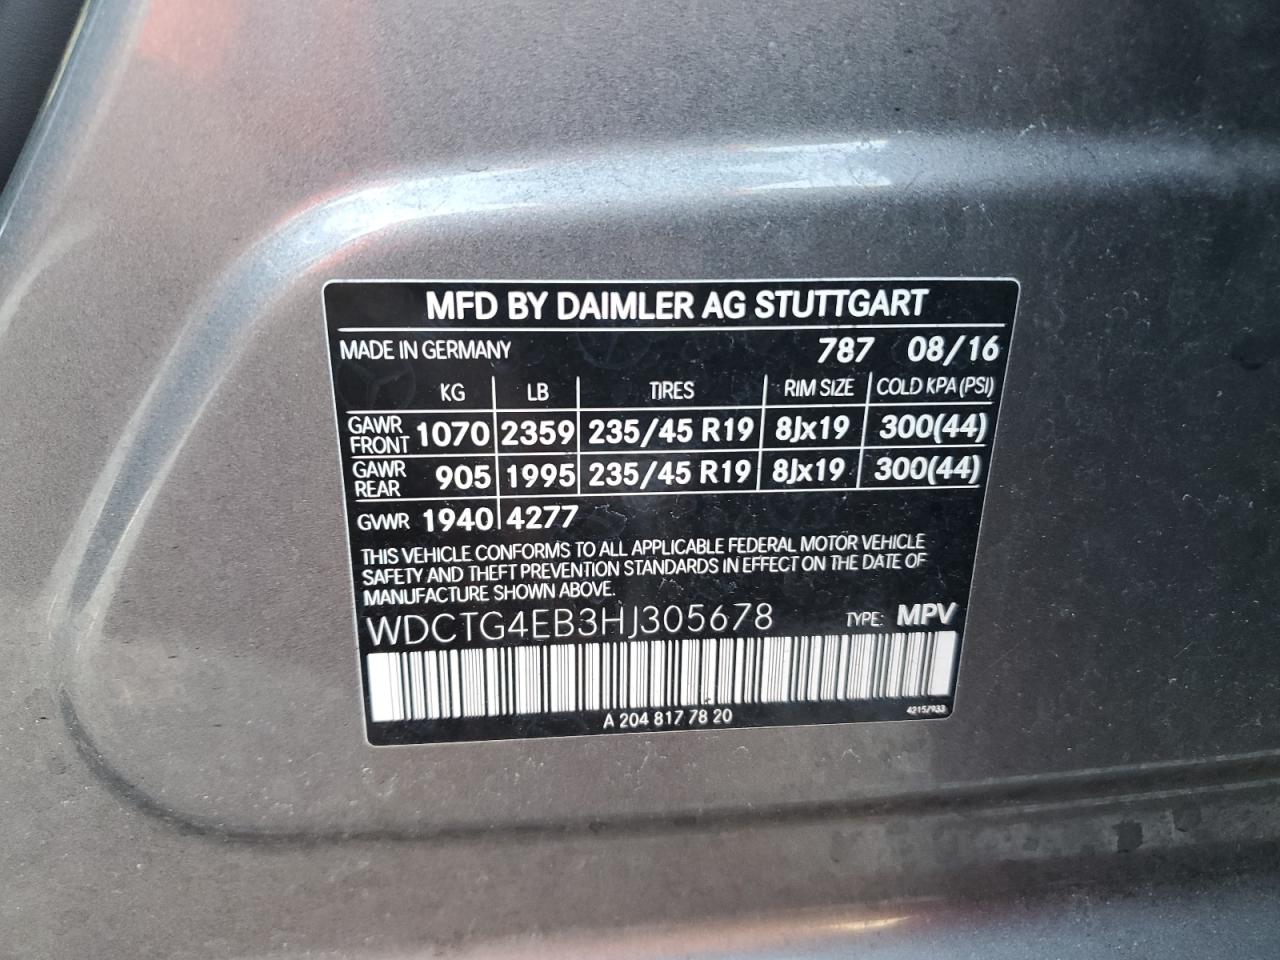 MFD BY DAIMLER AG STUTTGART
MADE IN GERMANY 787 08/16
KG LB TIRES RIM SIZE COLD KPA (PSI)
GAWR FRONT 1070 2359 235/45 R19 8Jx19 300(44)
GAWR REAR 905 1995 235/45 R19 8Jx19 300(44)
GVWR 1940 4277
THIS VEHICLE CONFORMS TO ALL APPLICABLE FEDERAL MOTOR VEHICLE
SAFETY AND THEFT PREVENTION STANDARDS IN EFFECT ON THE DATE OF
MANUFACTURE SHOWN ABOVE.
WDCTG4EB3HJ305678 TYPE: MPV
A 204 817 78 20 4215/933